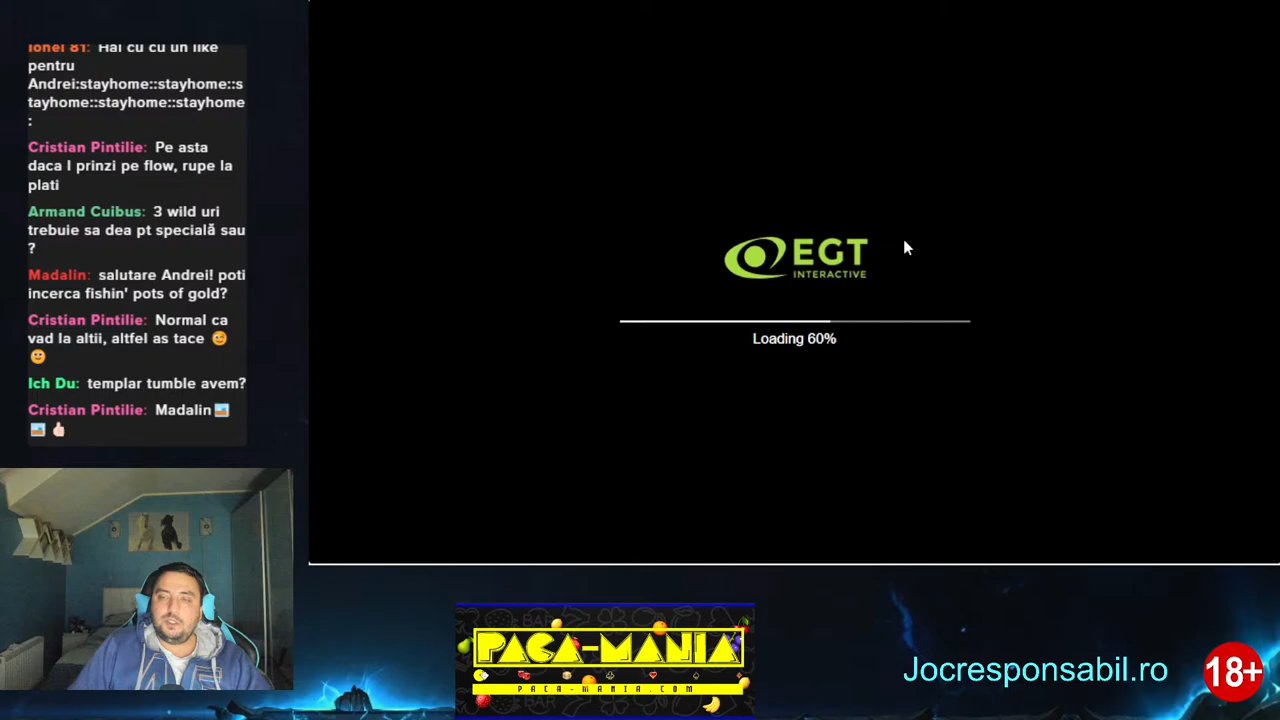 Ionel 81: Hai cu cu un like
pentru
Andrei:stayhome::stayhome::s
tayhome::stayhome::stayhome
:
Cristian Pintilie: Pe asta
daca l prinzi pe flow, rupe la
plati
Armand Cuibus: 3 wild uri
trebuie sa dea pt specială sau
?
Madalin: salutare Andrei! poti
incerca fishin' pots of gold?
Cristian Pintilie: Normal ca
vad la altii, altfel as tace
Ich Du: templar tumble avem?
Cristian Pintilie: Madalin
EGT
INTERACTIVE
Loading 60%
BAR
PACA-MANIA
PACA-MANIA.COM
Jocresponsabil.ro
18+